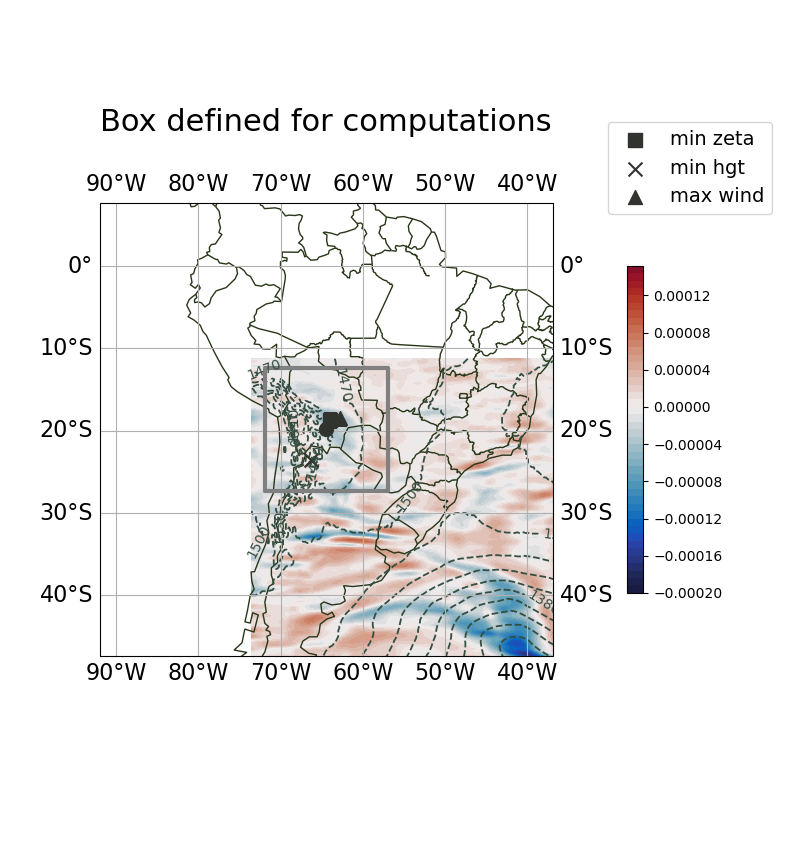 Box defined for computations
min zeta
min hgt
max wind
90°W 80°W 70°W 60°W 50°W 40°W
0° 0°
10°S 10°S
20°S 20°S
30°S 30°S
40°S 40°S
90°W 80°W 70°W 60°W 50°W 40°W
1470
1470
1500
1500
0.00012
0.00008
0.00004
0.00000
−0.00004
−0.00008
−0.00012
−0.00016
−0.00020